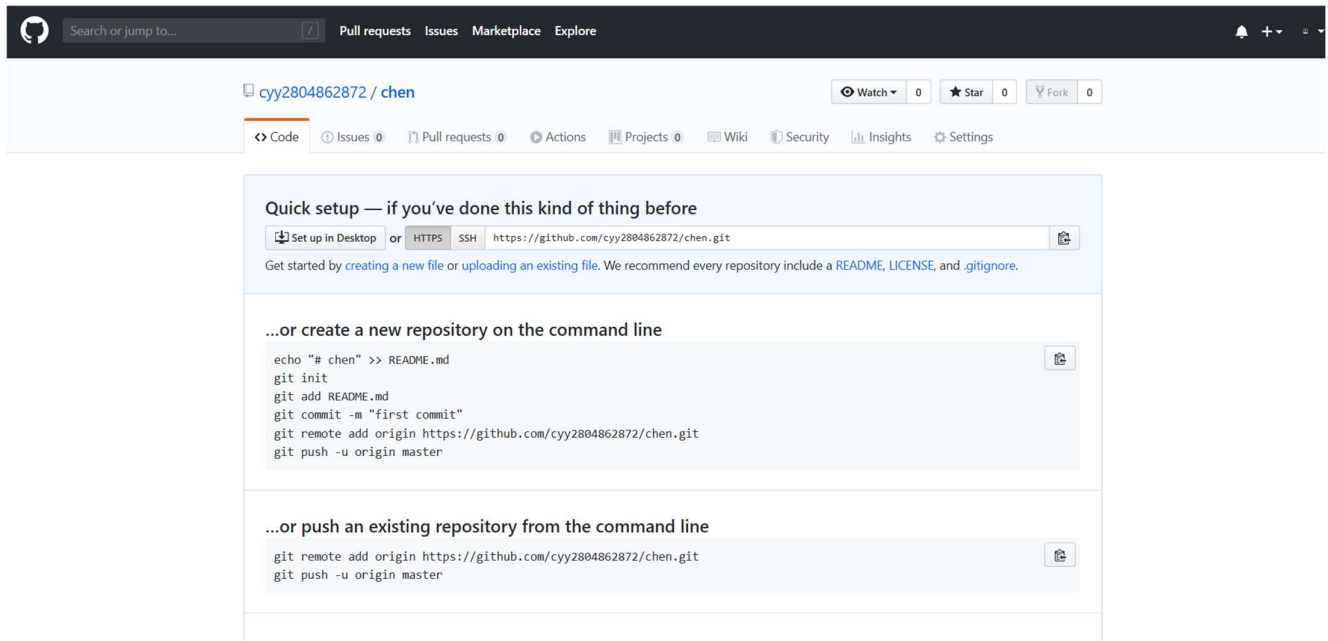 Search or jump to... / Pull requests Issues Marketplace Explore
cyy2804862872 / chen Watch 0 Star 0 Fork 0
Code Issues 0 Pull requests 0 Actions Projects 0 Wiki Security Insights Settings
Quick setup — if you’ve done this kind of thing before
Set up in Desktop or HTTPS SSH https://github.com/cyy2804862872/chen.git
Get started by creating a new file or uploading an existing file. We recommend every repository include a README, LICENSE, and .gitignore.
…or create a new repository on the command line
echo "# chen" >> README.md
git init
git add README.md
git commit -m "first commit"
git remote add origin https://github.com/cyy2804862872/chen.git
git push -u origin master
…or push an existing repository from the command line
git remote add origin https://github.com/cyy2804862872/chen.git
git push -u origin master